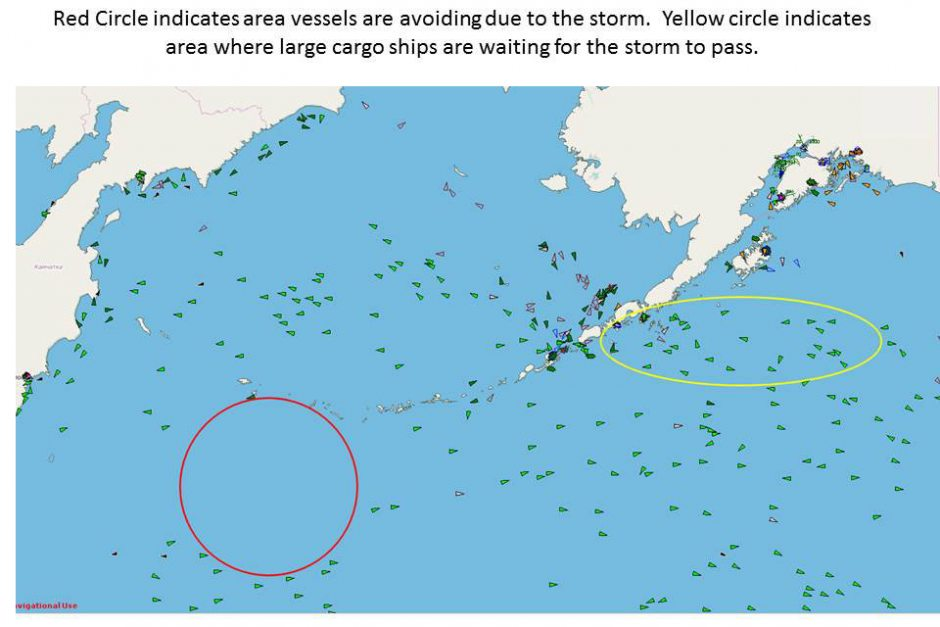 Red Circle indicates area vessels are avoiding due to the storm.  Yellow circle indicates
area where large cargo ships are waiting for the storm to pass.
avigational Use